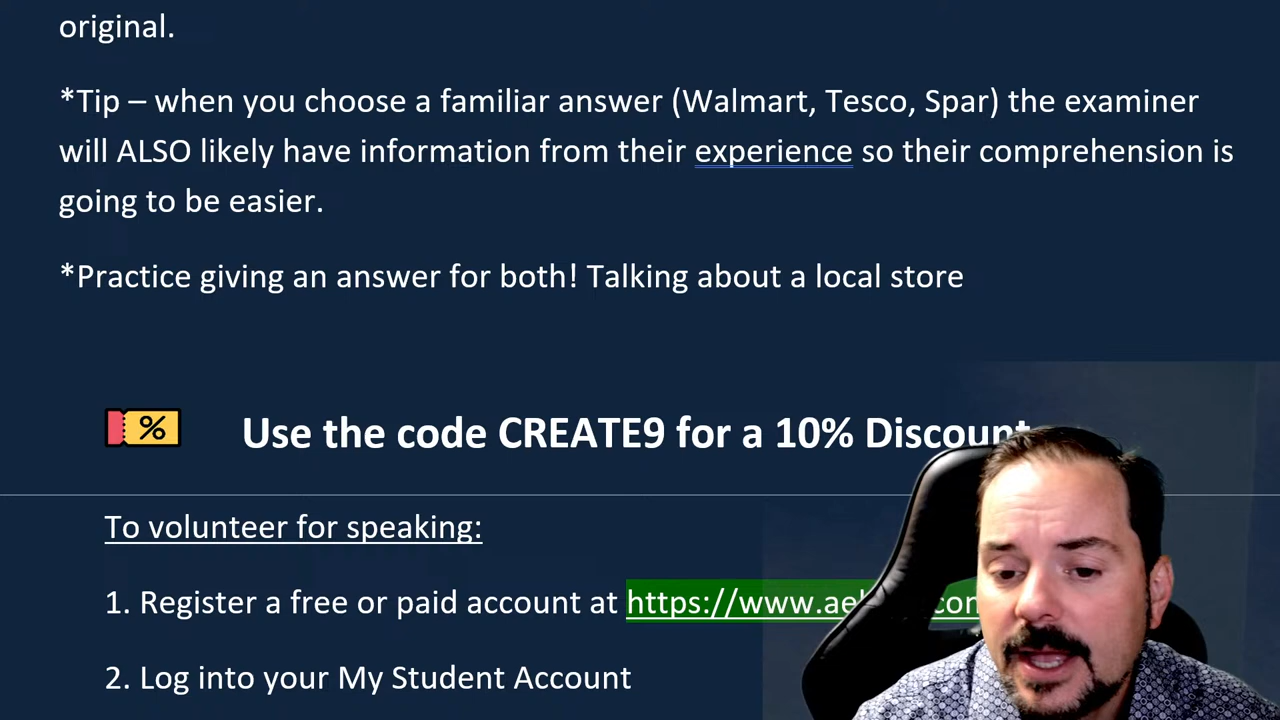 original.
*Tip – when you choose a familiar answer (Walmart, Tesco, Spar) the examiner
will ALSO likely have information from their experience so their comprehension is
going to be easier.
*Practice giving an answer for both! Talking about a local store
%
Use the code CREATE9 for a 10% Discount
To volunteer for speaking:
1. Register a free or paid account at
2. Log into your My Student Account